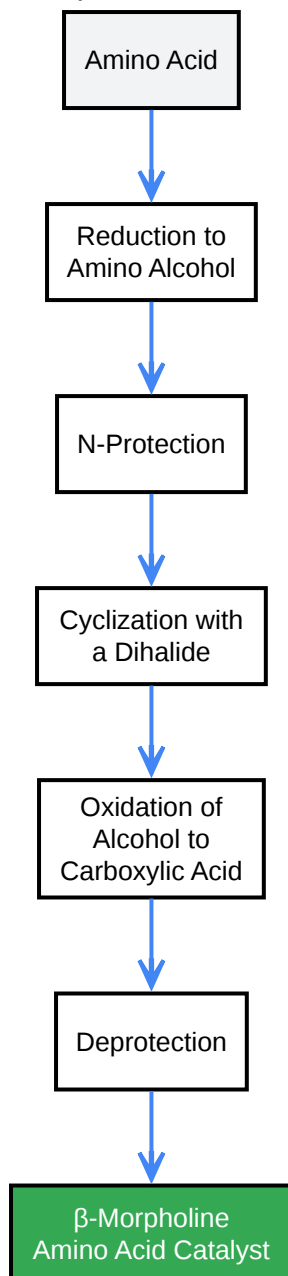 Amino Acid
Reduction to
Amino Alcohol
N-Protection
Cyclization with
a Dihalide
Oxidation of
Alcohol to
Carboxylic Acid
Deprotection
β-Morpholine
Amino Acid Catalyst